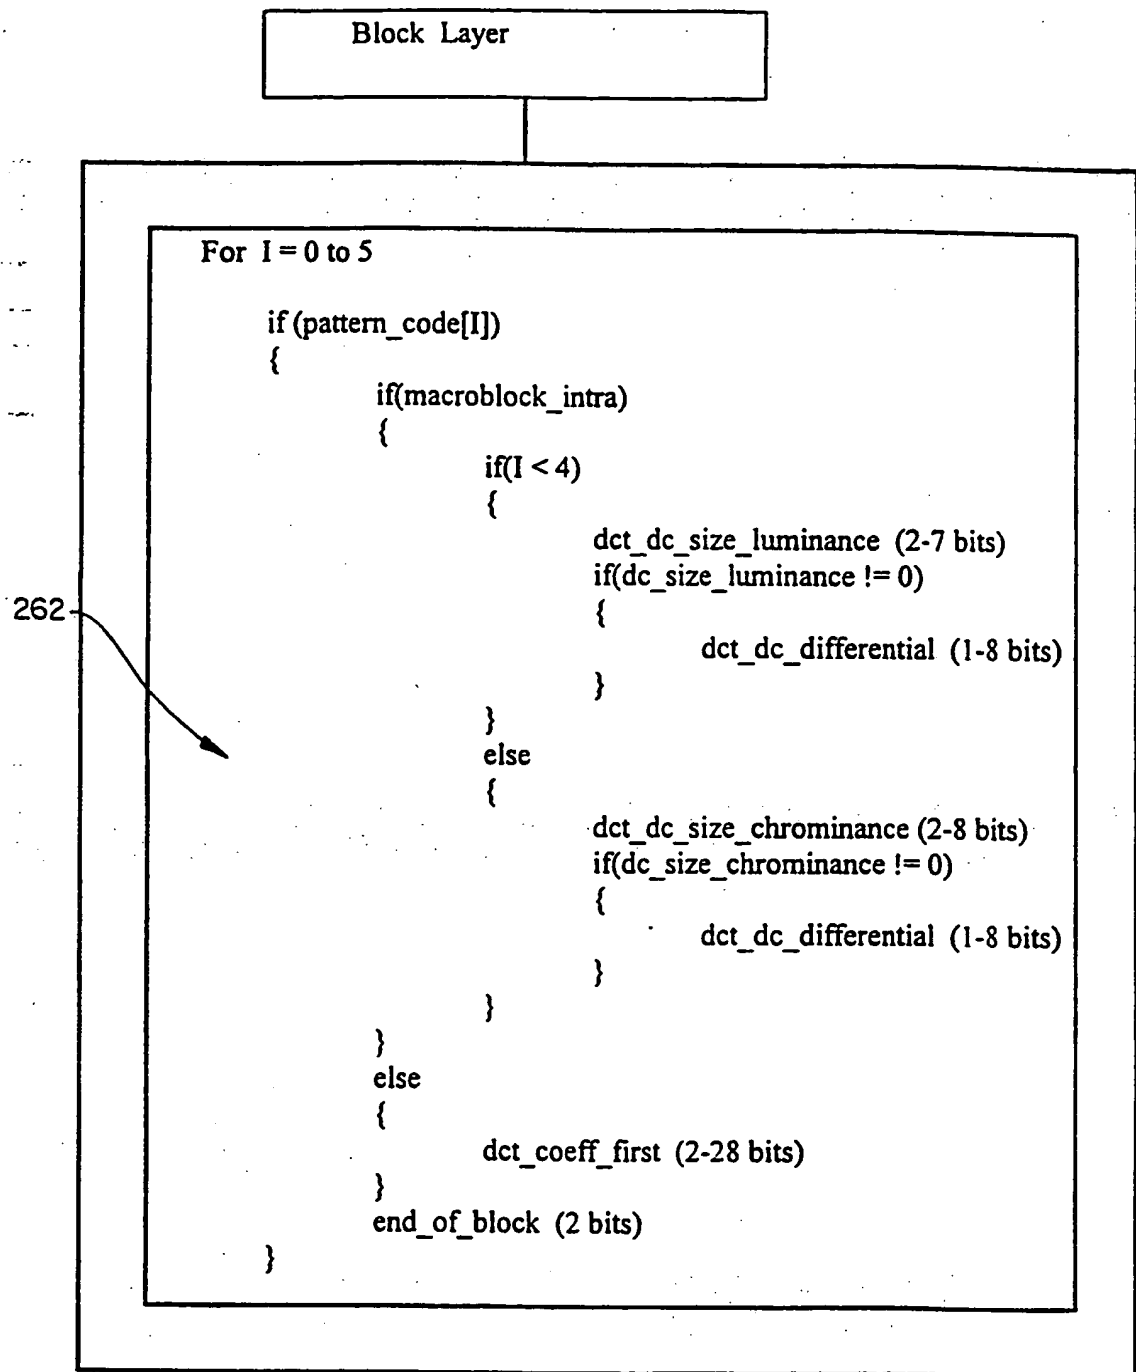 Block Layer
For I = 0 to 5
if (pattern_code[I])
{
if(macroblock_intra)
{
if(I < 4)
{
dct_dc_size_luminance (2-7 bits)
if(dc_size_luminance != 0)
{
dct_dc_differential (1-8 bits)
}
}
else
{
dct_dc_size_chrominance (2-8 bits)
if(dc_size_chrominance != 0)
{
dct_dc_differential (1-8 bits)
}
}
}
else
{
dct_coeff_first (2-28 bits)
}
end_of_block (2 bits)
}
262